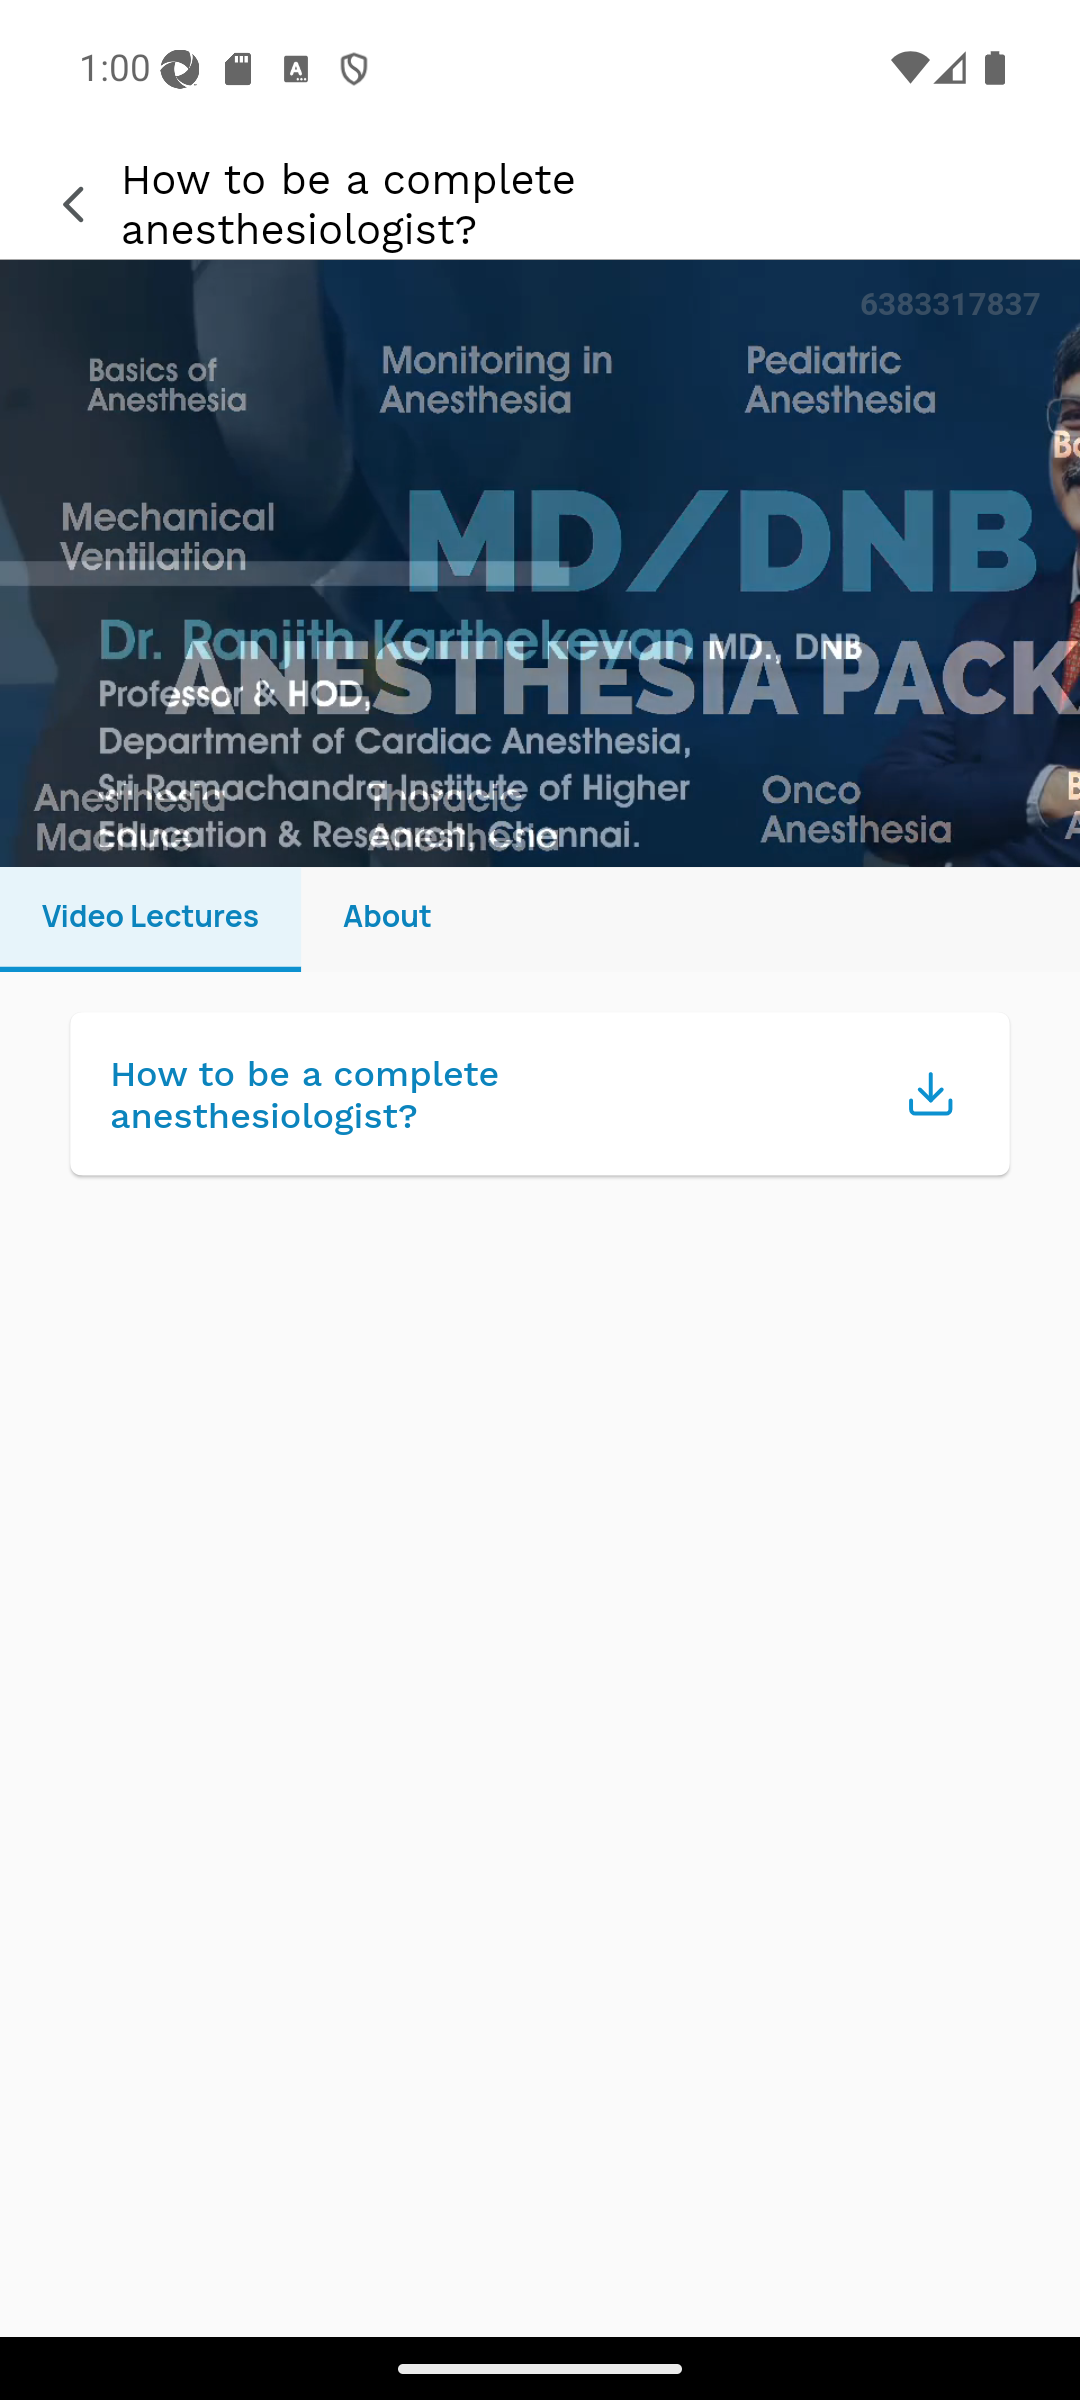 1:00
How to be a complete
anesthesiologist?
6383317837
Basics of
Anesthesia
Monitoring in
Anesthesia
Pediatric
Anesthesia
Mechanical
Ventilation
MD/DNB
Dr. Ranjith Karthekeyan MD., DNB
ANESTHESIA PACK
Professor & HOD,
Department of Cardiac Anesthesia,
Sri Ramachandra Institute of Higher
Education & Research, Chennai.
Anesthesia
Machine
Thoracic
Anesthesia
Onco
Anesthesia
Video Lectures
About
How to be a complete
anesthesiologist?